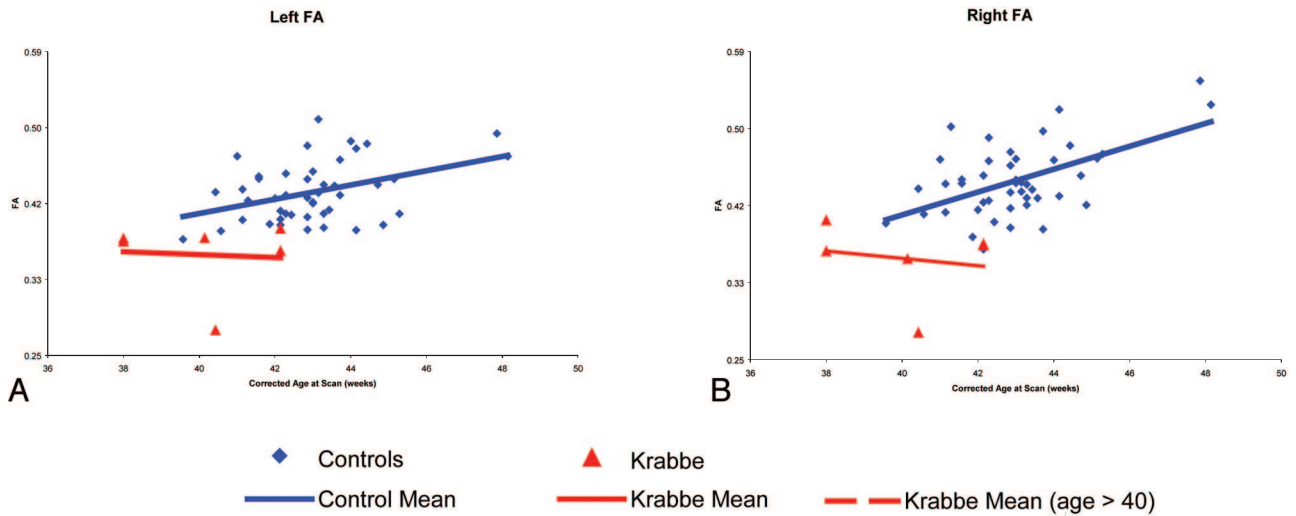 Left FA
0.59
0.50
0.42
0.33
0.25
FA
36 38 40 42 44 46 48 50
Corrected Age at Scan (weeks)
A
Right FA
0.59
0.50
0.42
0.33
0.25
FA
36 38 40 42 44 46 48 50
Corrected Age at Scan (weeks)
B
Controls Krabbe
Control Mean Krabbe Mean Krabbe Mean (age > 40)